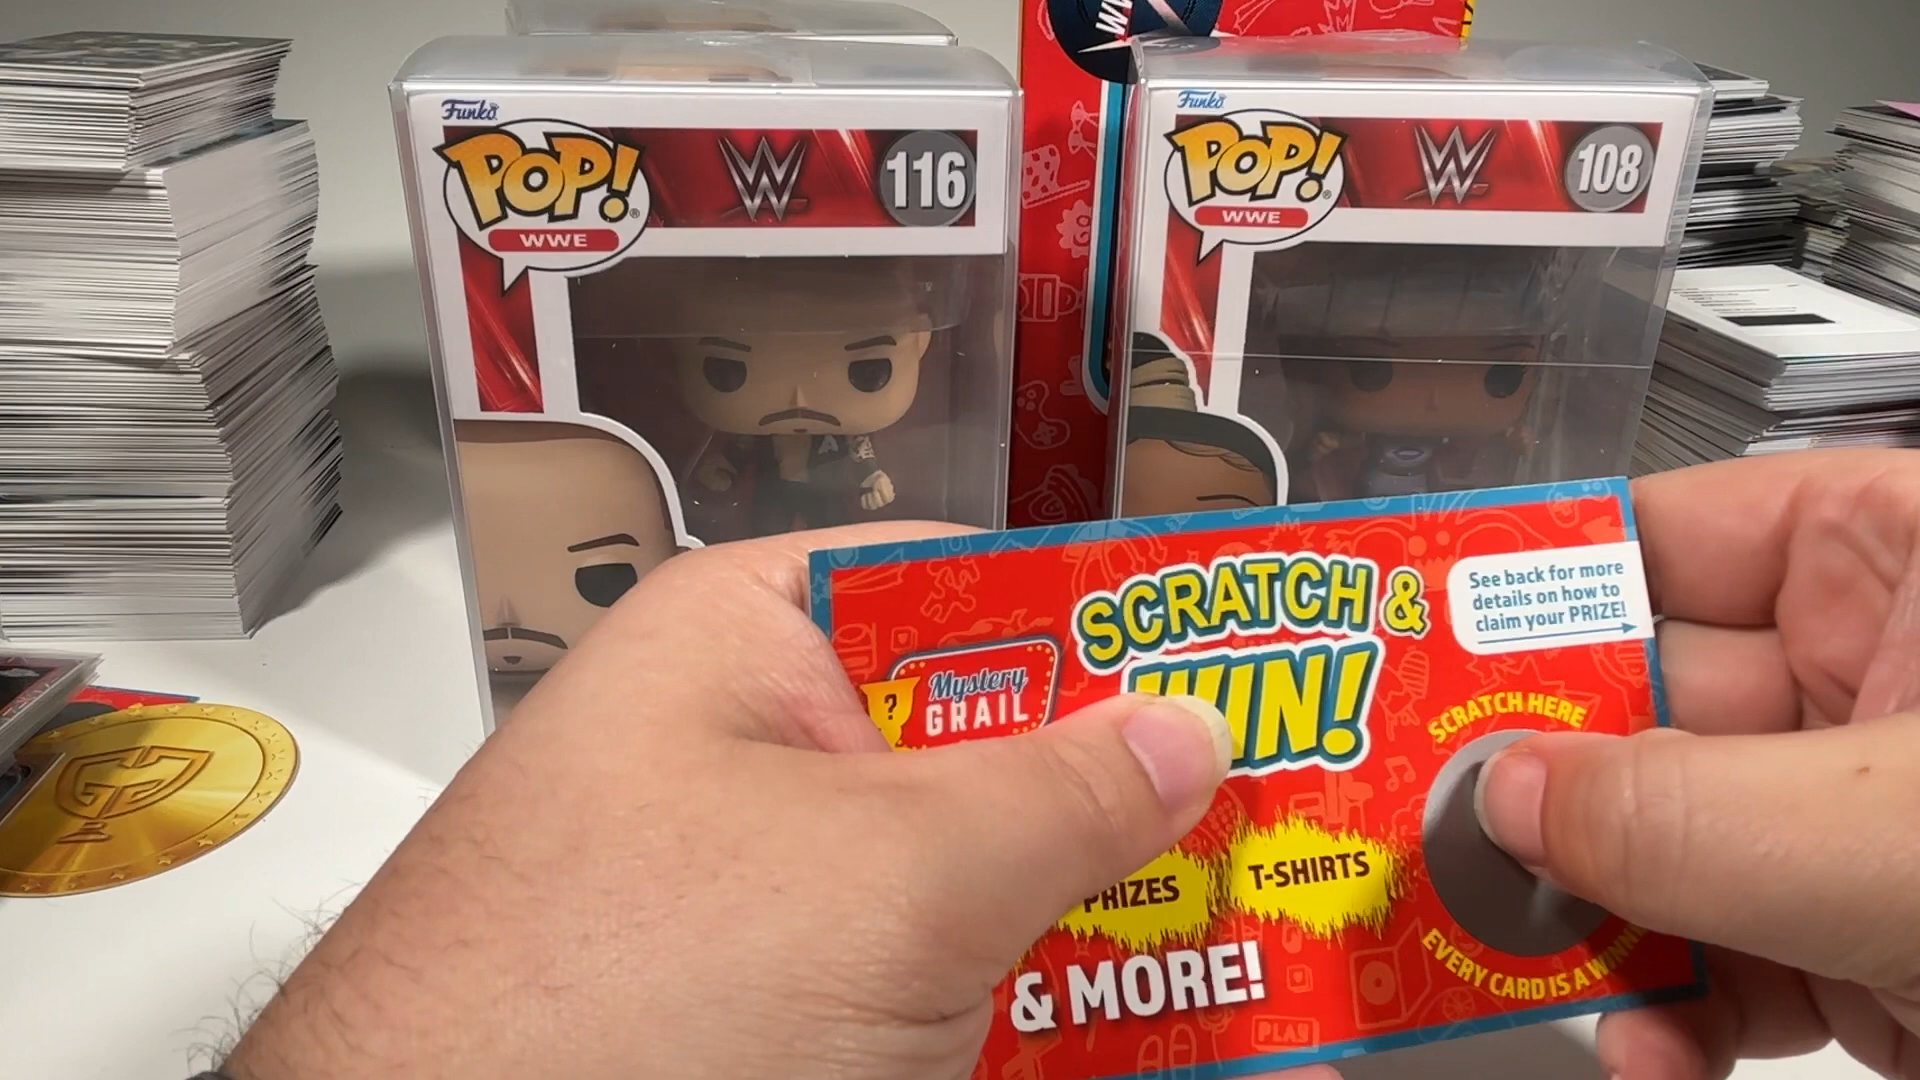 Funko
POP!
WWE
W
116
Funko
POP!
WWE
W
108
SCRATCH &
WIN!
See back for more
details on how to
claim your PRIZE!
Mystery
GRAIL
SCRATCH HERE
PRIZES
T-SHIRTS
& MORE!
EVERY CARD IS A
PLAY